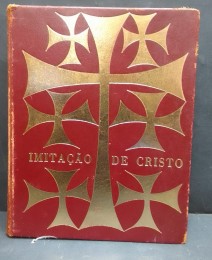 IMITAÇÃO DE CRISTO